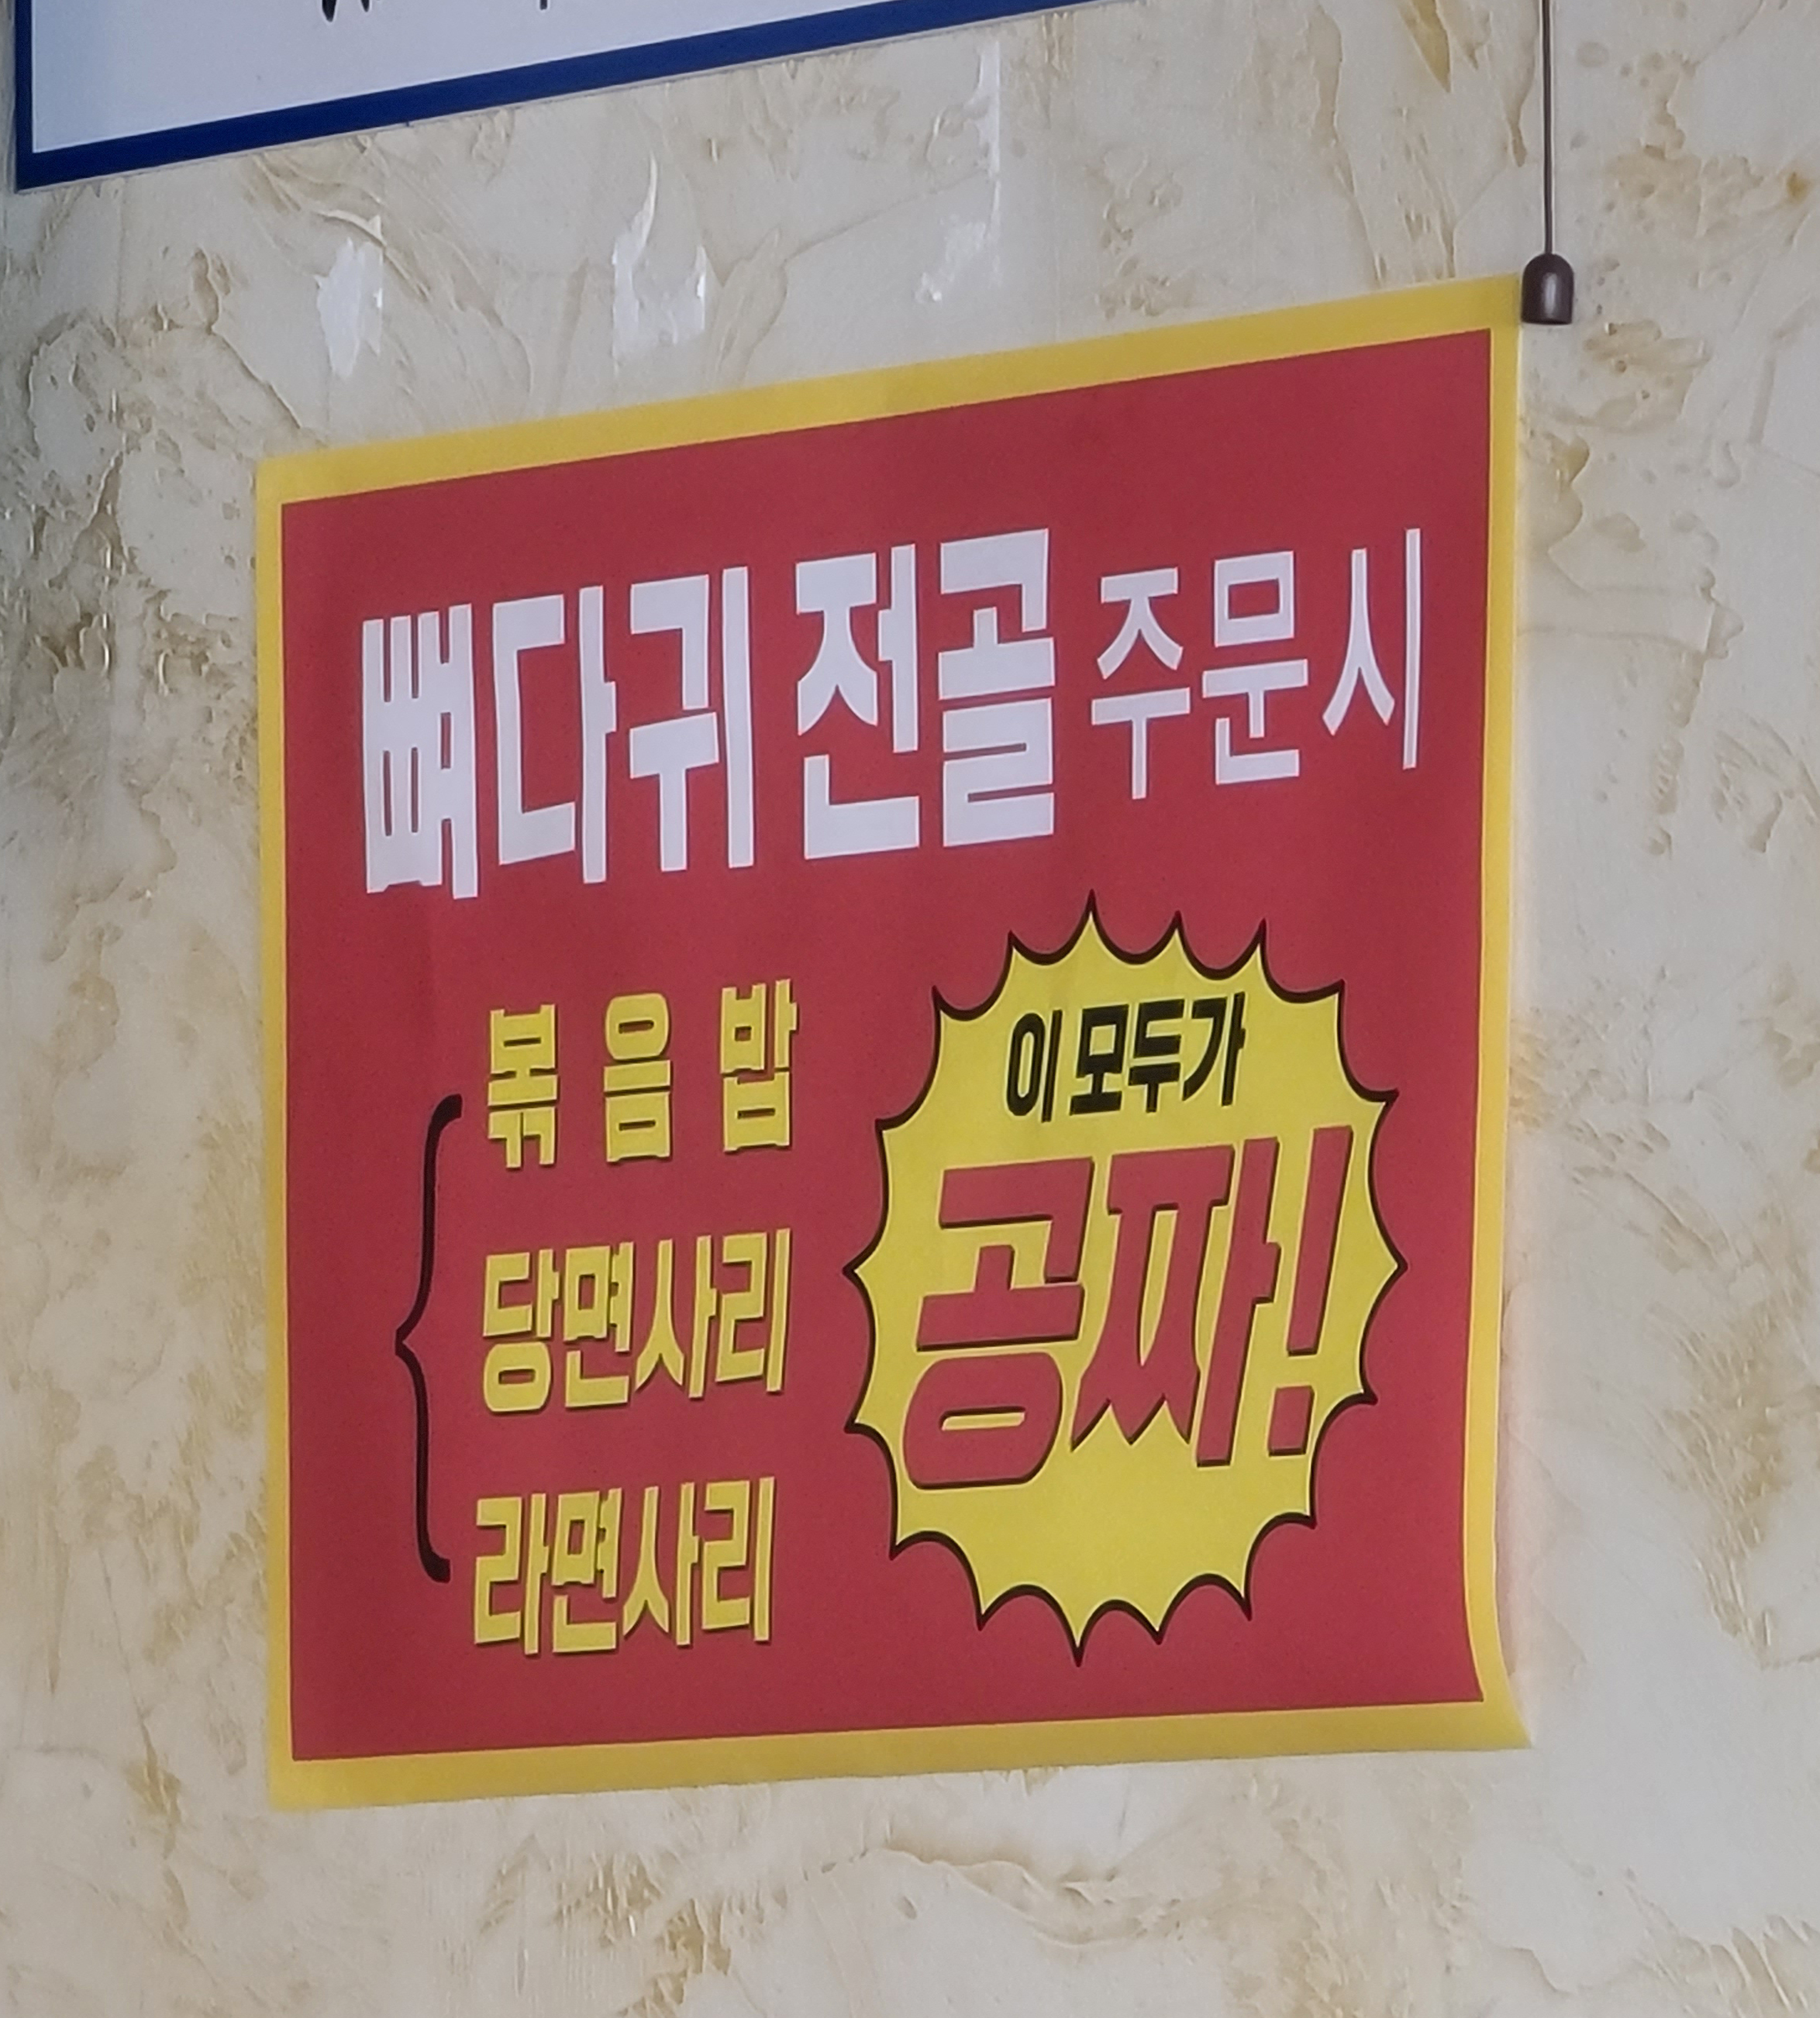 뼈다귀 전골 주문시
볶음밥
당면사리
라면사리
이 모두가
공짜!